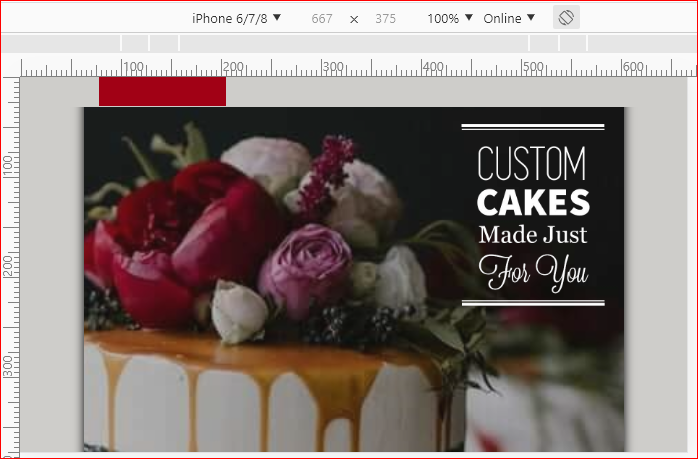 iPhone 6/7/8 ▼ 667 × 375 100% ▼ Online ▼
100 200 300 400 500 600
100
200
300
CUSTOM
CAKES
Made Just
For You